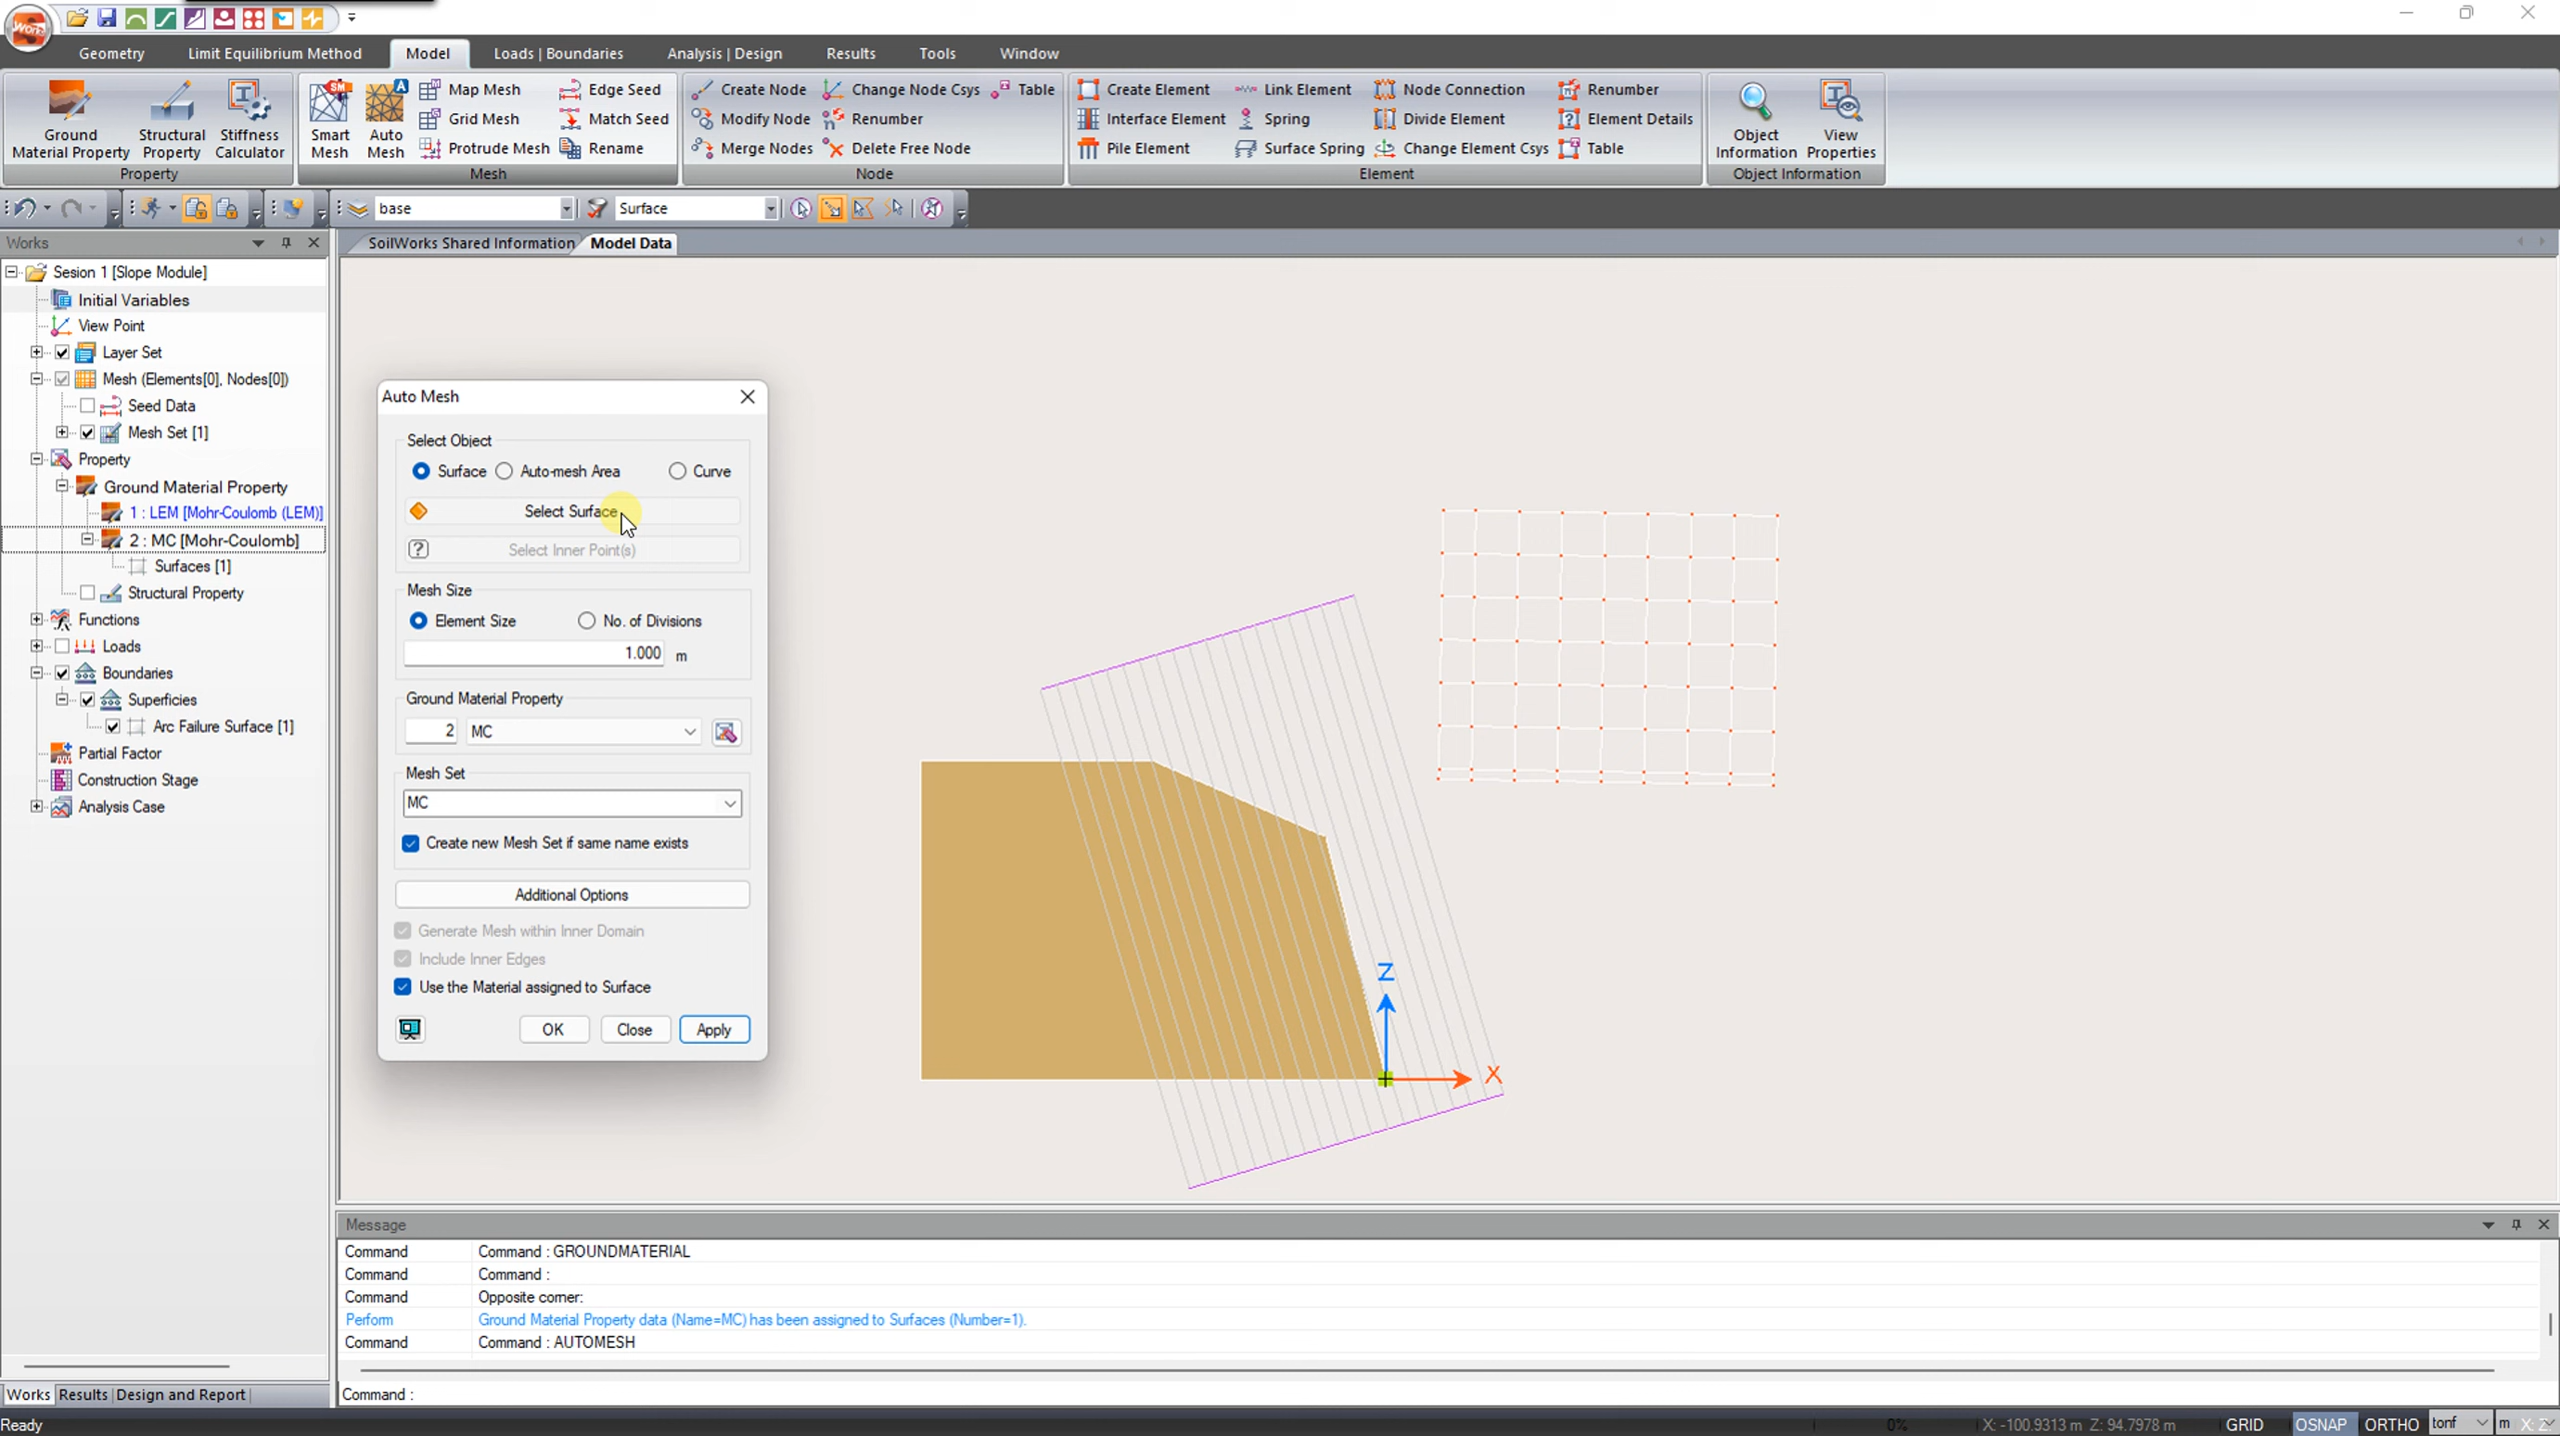 Geometry Limit Equilibrium Method Model Loads | Boundaries Analysis | Design Results Tools Window
Ground Material Property
Structural Property
Stiffness Calculator
Property
Smart Mesh
Auto Mesh
Map Mesh
Grid Mesh
Protrude Mesh
Edge Seed
Match Seed
Rename
Mesh
Create Node
Modify Node
Merge Nodes
Change Node Csys
Renumber
Delete Free Node
Table
Node
Create Element
Interface Element
Pile Element
Link Element
Spring
Surface Spring
Node Connection
Divide Element
Change Element Csys
Renumber
Element Details
Table
Element
Object Information
View Properties
Object Information
base
Surface
Works
SoilWorks Shared Information
Model Data
Sesion 1 [Slope Module]
Initial Variables
View Point
Layer Set
Mesh (Elements[0], Nodes[0])
Seed Data
Mesh Set [1]
Property
Ground Material Property
1 : LEM [Mohr-Coulomb (LEM)]
2 : MC [Mohr-Coulomb]
Surfaces [1]
Structural Property
Functions
Loads
Boundaries
Superficies
Arc Failure Surface [1]
Partial Factor
Construction Stage
Analysis Case
Auto Mesh
Select Object
Surface Auto-mesh Area Curve
Select Surface
Select Inner Point(s)
Mesh Size
Element Size No. of Divisions
1.000 m
Ground Material Property
2 MC
Mesh Set
MC
Create new Mesh Set if same name exists
Additional Options
Generate Mesh within Inner Domain
Include Inner Edges
Use the Material assigned to Surface
OK Close Apply
Z
X
Message
Command Command : GROUNDMATERIAL
Command Command :
Command Opposite corner:
Perform Ground Material Property data (Name=MC) has been assigned to Surfaces (Number=1).
Command Command : AUTOMESH
Command :
Works Results Design and Report
Ready
0% X: -100.9313 m Z: 94.7978 m GRID OSNAP ORTHO tonf m